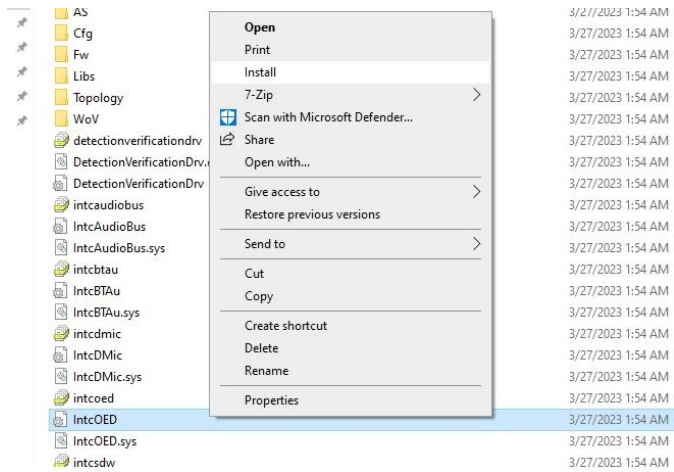 AS 3/27/2023 1:54 AM
Cfg Open 3/27/2023 1:54 AM
Fw Print 3/27/2023 1:54 AM
Libs Install 3/27/2023 1:54 AM
Topology 7-Zip 3/27/2023 1:54 AM
WoV Scan with Microsoft Defender... 3/27/2023 1:54 AM
detectionverificationdrv Share 3/27/2023 1:54 AM
DetectionVerificationDrv. Open with... 3/27/2023 1:54 AM
DetectionVerificationDrv Give access to 3/27/2023 1:54 AM
intcaudiobus Restore previous versions 3/27/2023 1:54 AM
IntcAudioBus 3/27/2023 1:54 AM
IntcAudioBus.sys Send to 3/27/2023 1:54 AM
intcbtau Cut 3/27/2023 1:54 AM
IntcBTAu Copy 3/27/2023 1:54 AM
IntcBTAu.sys Create shortcut 3/27/2023 1:54 AM
intcdmic Delete 3/27/2023 1:54 AM
IntcDMic Rename 3/27/2023 1:54 AM
IntcDMic.sys 3/27/2023 1:54 AM
intcoed Properties 3/27/2023 1:54 AM
IntcOED 3/27/2023 1:54 AM
IntcOED.sys 3/27/2023 1:54 AM
intcsdw 3/27/2023 1:54 AM